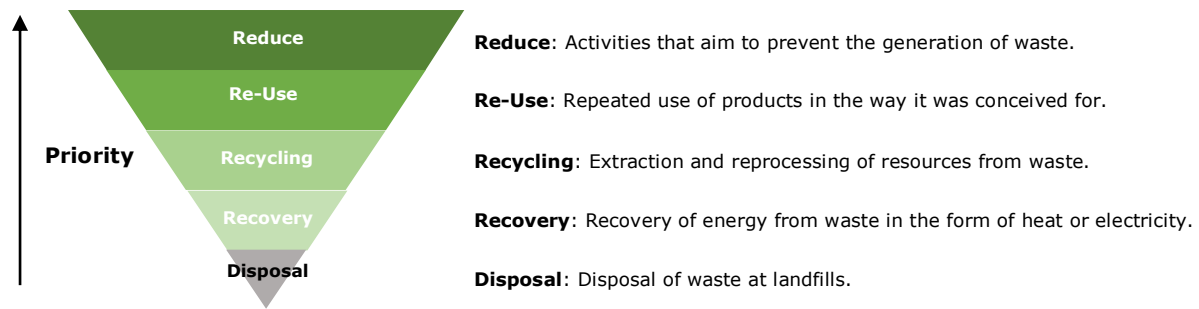 Priority
Reduce
Reduce: Activities that aim to prevent the generation of waste.
Re-Use
Re-Use: Repeated use of products in the way it was conceived for.
Recycling
Recycling: Extraction and reprocessing of resources from waste.
Recovery
Recovery: Recovery of energy from waste in the form of heat or electricity.
Disposal
Disposal: Disposal of waste at landfills.